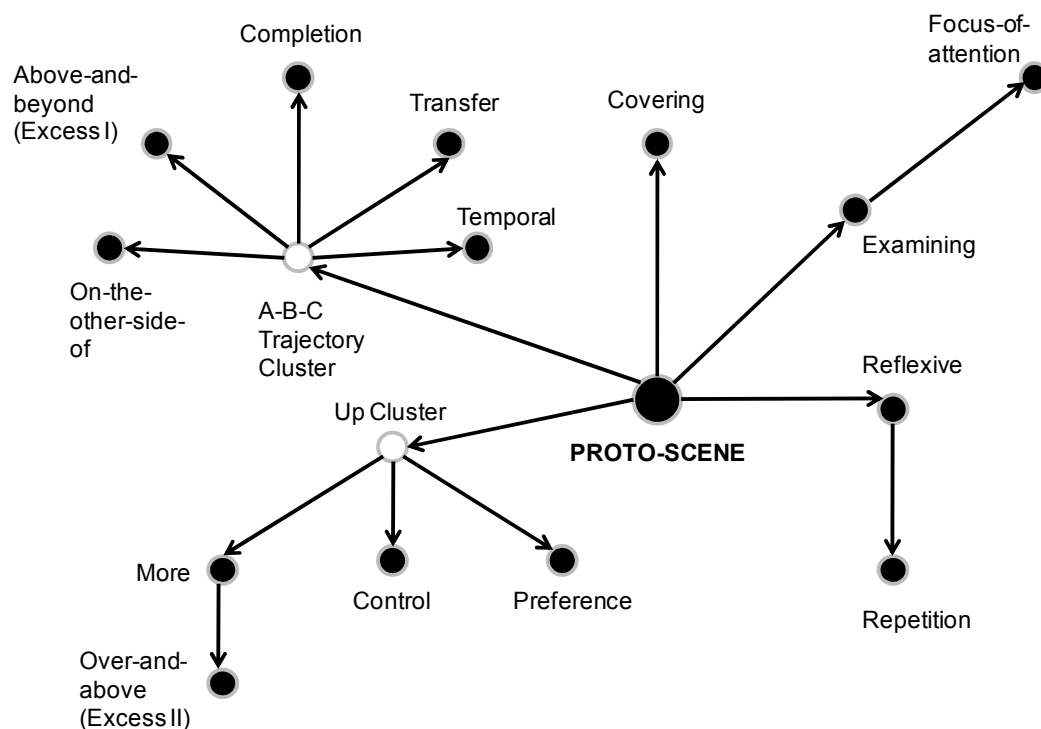 Completion
Focus-of-
attention
Above-and-
beyond
(Excess I)
Transfer
Covering
Temporal
Examining
On-the-
other-side-
of
A-B-C
Trajectory
Cluster
Reflexive
Up Cluster
PROTO-SCENE
More
Control
Preference
Repetition
Over-and-
above
(Excess II)